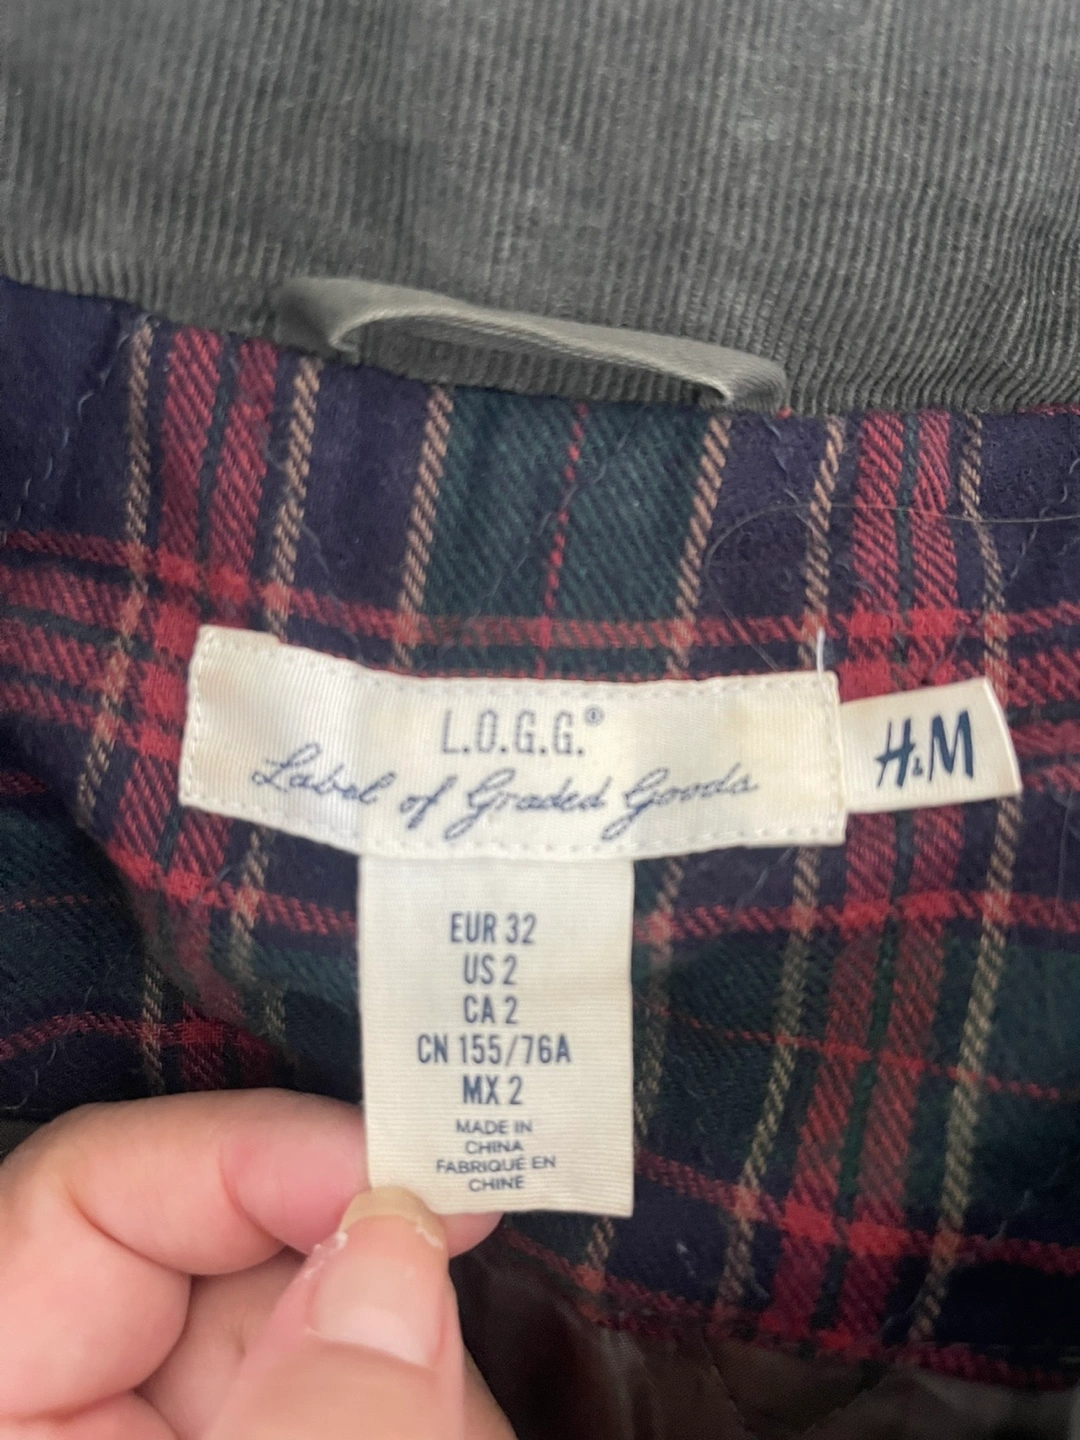 L.O.G.G.®
Label of Graded Goods
H&M
EUR 32
US 2
CA 2
CN 155/76A
MX 2
MADE IN
CHINA
FABRIQUÉ EN
CHINE